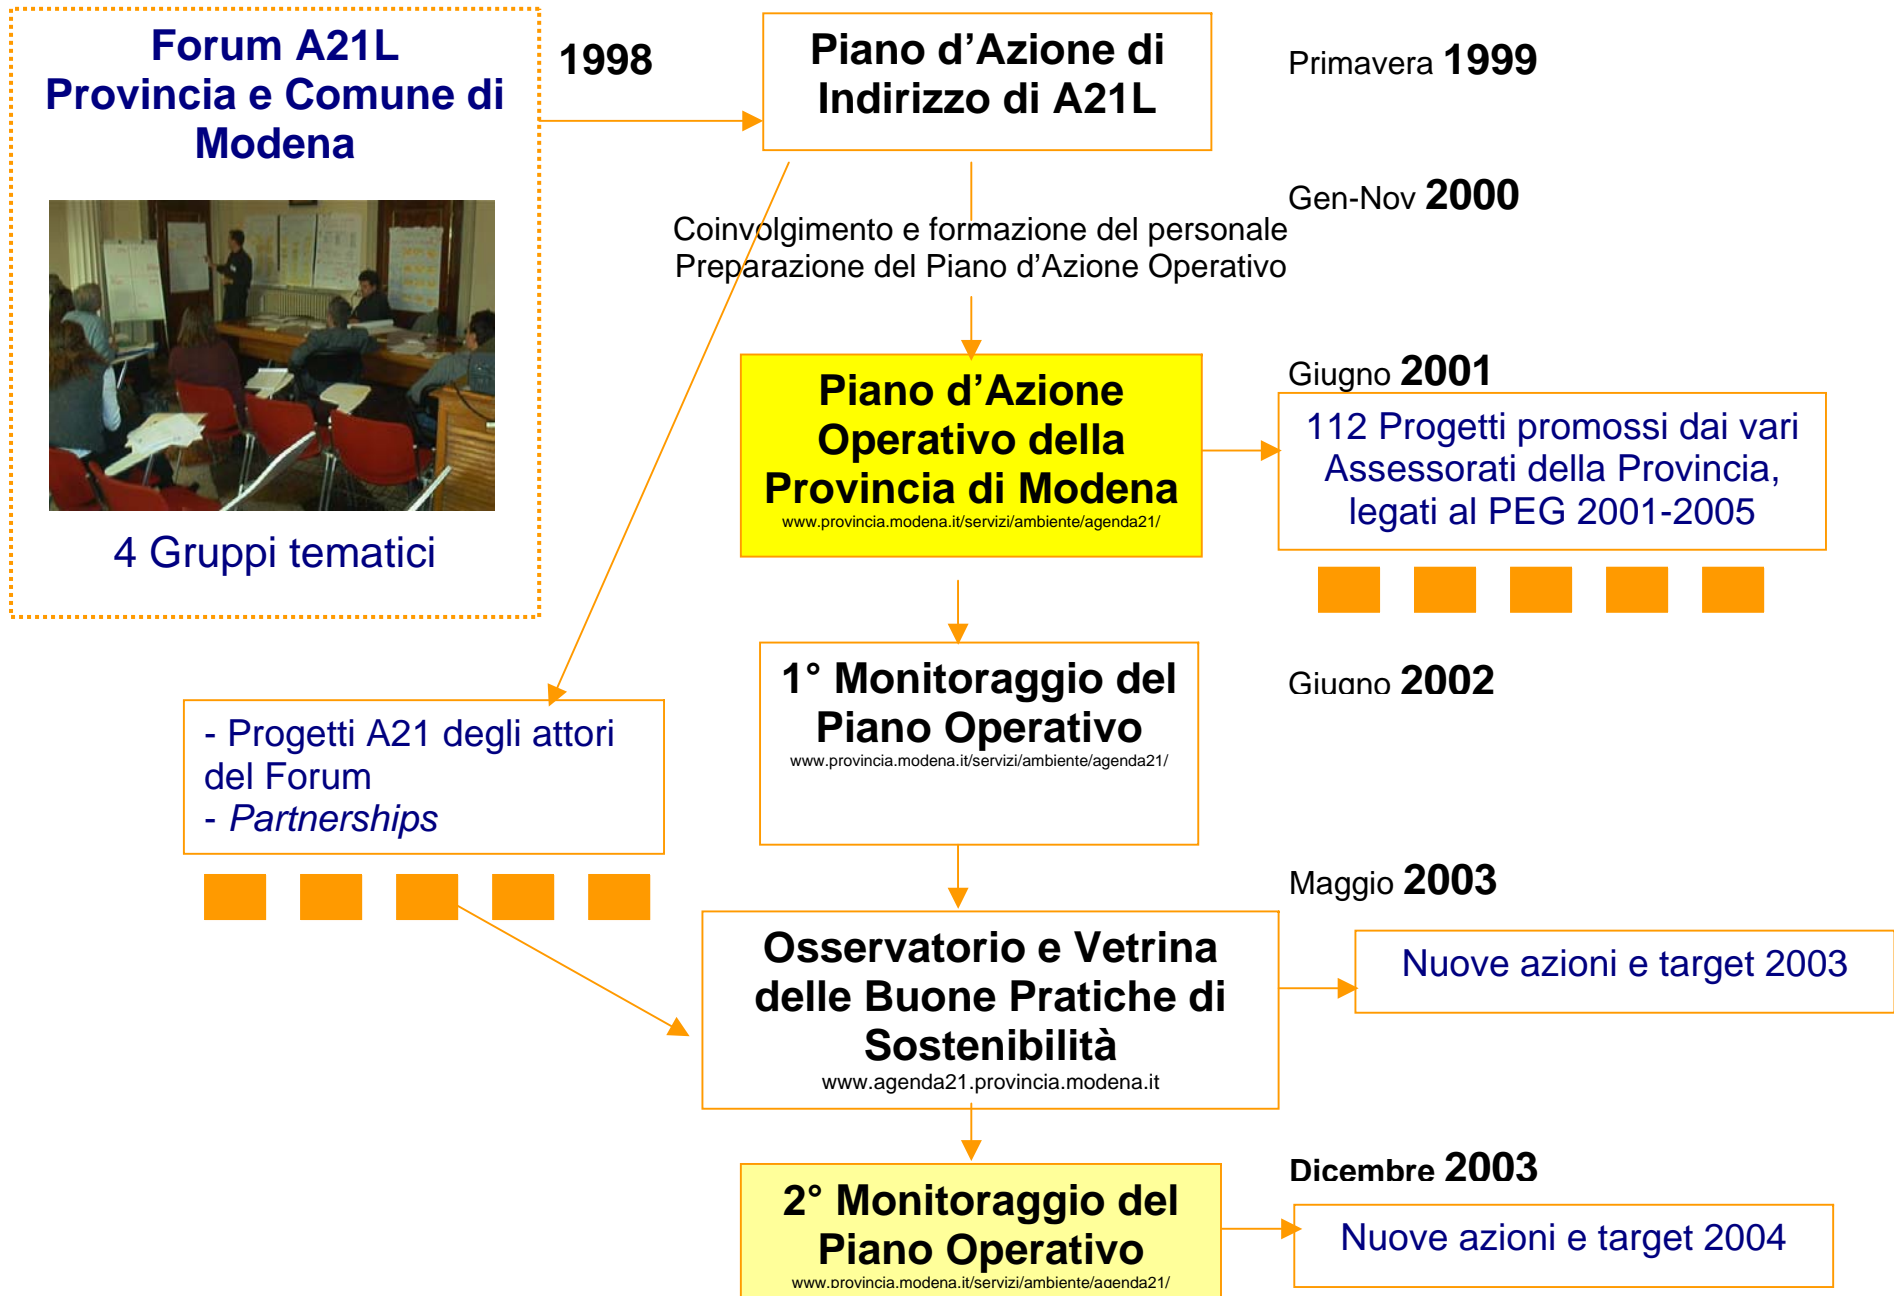 Forum A21L
Provincia e Comune di
Modena
4 Gruppi tematici
1998
Piano d’Azione di
Indirizzo di A21L
Primavera 1999
Gen-Nov 2000
Coinvolgimento e formazione del personale
Preparazione del Piano d’Azione Operativo
Piano d’Azione
Operativo della
Provincia di Modena
www.provincia.modena.it/servizi/ambiente/agenda21/
Giugno 2001
112 Progetti promossi dai vari
Assessorati della Provincia,
legati al PEG 2001-2005
1° Monitoraggio del
Piano Operativo
www.provincia.modena.it/servizi/ambiente/agenda21/
Giugno 2002
- Progetti A21 degli attori
del Forum
- Partnerships
Maggio 2003
Osservatorio e Vetrina
delle Buone Pratiche di
Sostenibilità
www.agenda21.provincia.modena.it
Nuove azioni e target 2003
Dicembre 2003
2° Monitoraggio del
Piano Operativo
www.provincia.modena.it/servizi/ambiente/agenda21/
Nuove azioni e target 2004